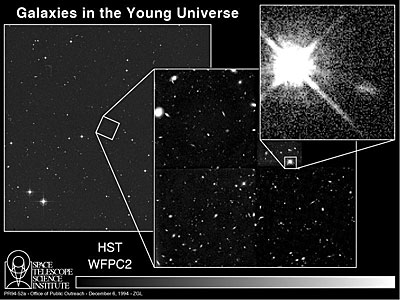 Galaxies in the Young Universe
HST
WFPC2
SPACE
TELESCOPE
SCIENCE
INSTITUTE
PR94-52a - Office of Public Outreach - December 6, 1994 - ZGL